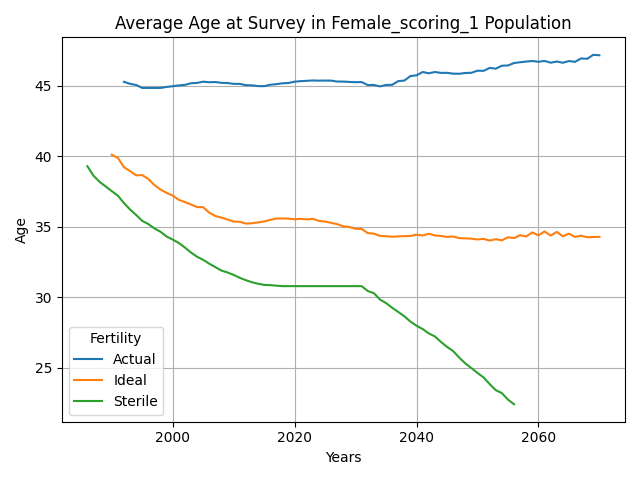 Average Age at Survey in Female_scoring_1 Population
Age
45
40
35
30
25
Fertility
Actual
Ideal
Sterile
2000
2020
2040
2060
Years